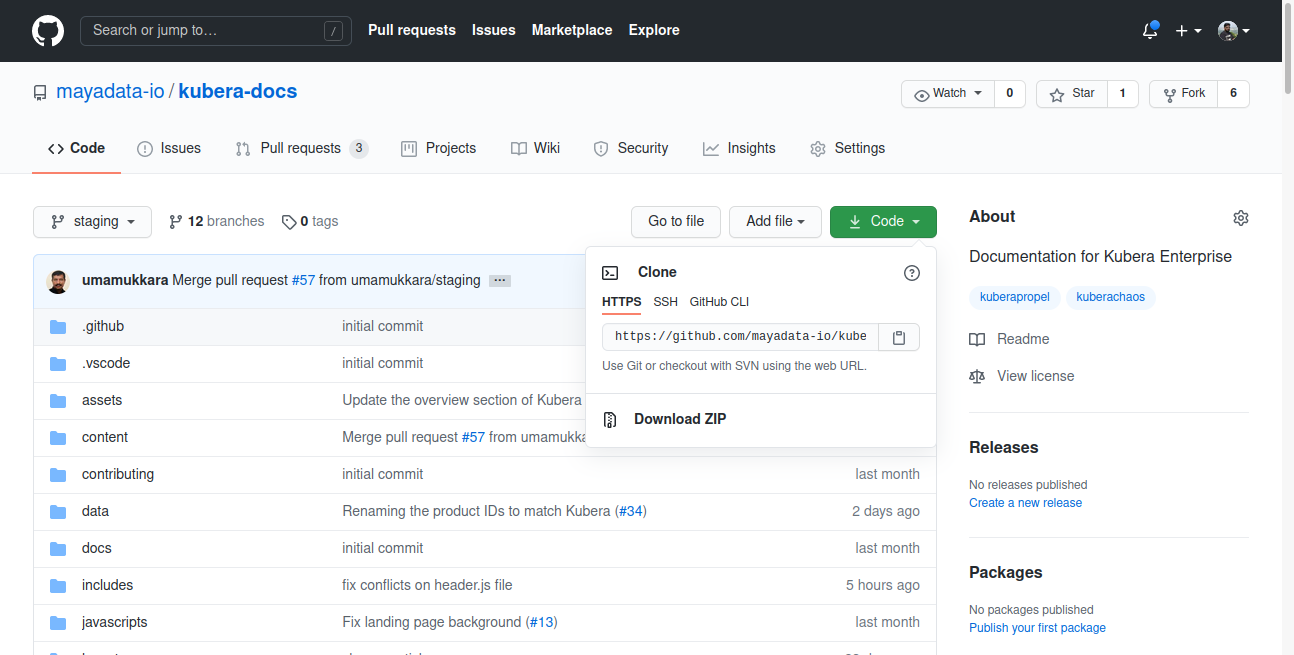 Search or jump to… /
Pull requests Issues Marketplace Explore
mayadata-io / kubera-docs
Watch 0 Star 1 Fork 6
Code Issues Pull requests 3 Projects Wiki Security Insights Settings
staging 12 branches 0 tags
Go to file Add file Code
umamukkara Merge pull request #57 from umamukkara/staging ...
.github initial commit
.vscode initial commit
assets Update the overview section of Kubera
content Merge pull request #57 from
contributing initial commit last month
data Renaming the product IDs to match Kubera (#34) 2 days ago
docs initial commit last month
includes fix conflicts on header.js file 5 hours ago
javascripts Fix landing page background (#13) last month
Clone
HTTPS SSH GitHub CLI
https://github.com/mayadata-io/kube
Use Git or checkout with SVN using the web URL.
Download ZIP
About
Documentation for Kubera Enterprise
kuberapropel kuberachaos
Readme
View license
Releases
No releases published
Create a new release
Packages
No packages published
Publish your first package